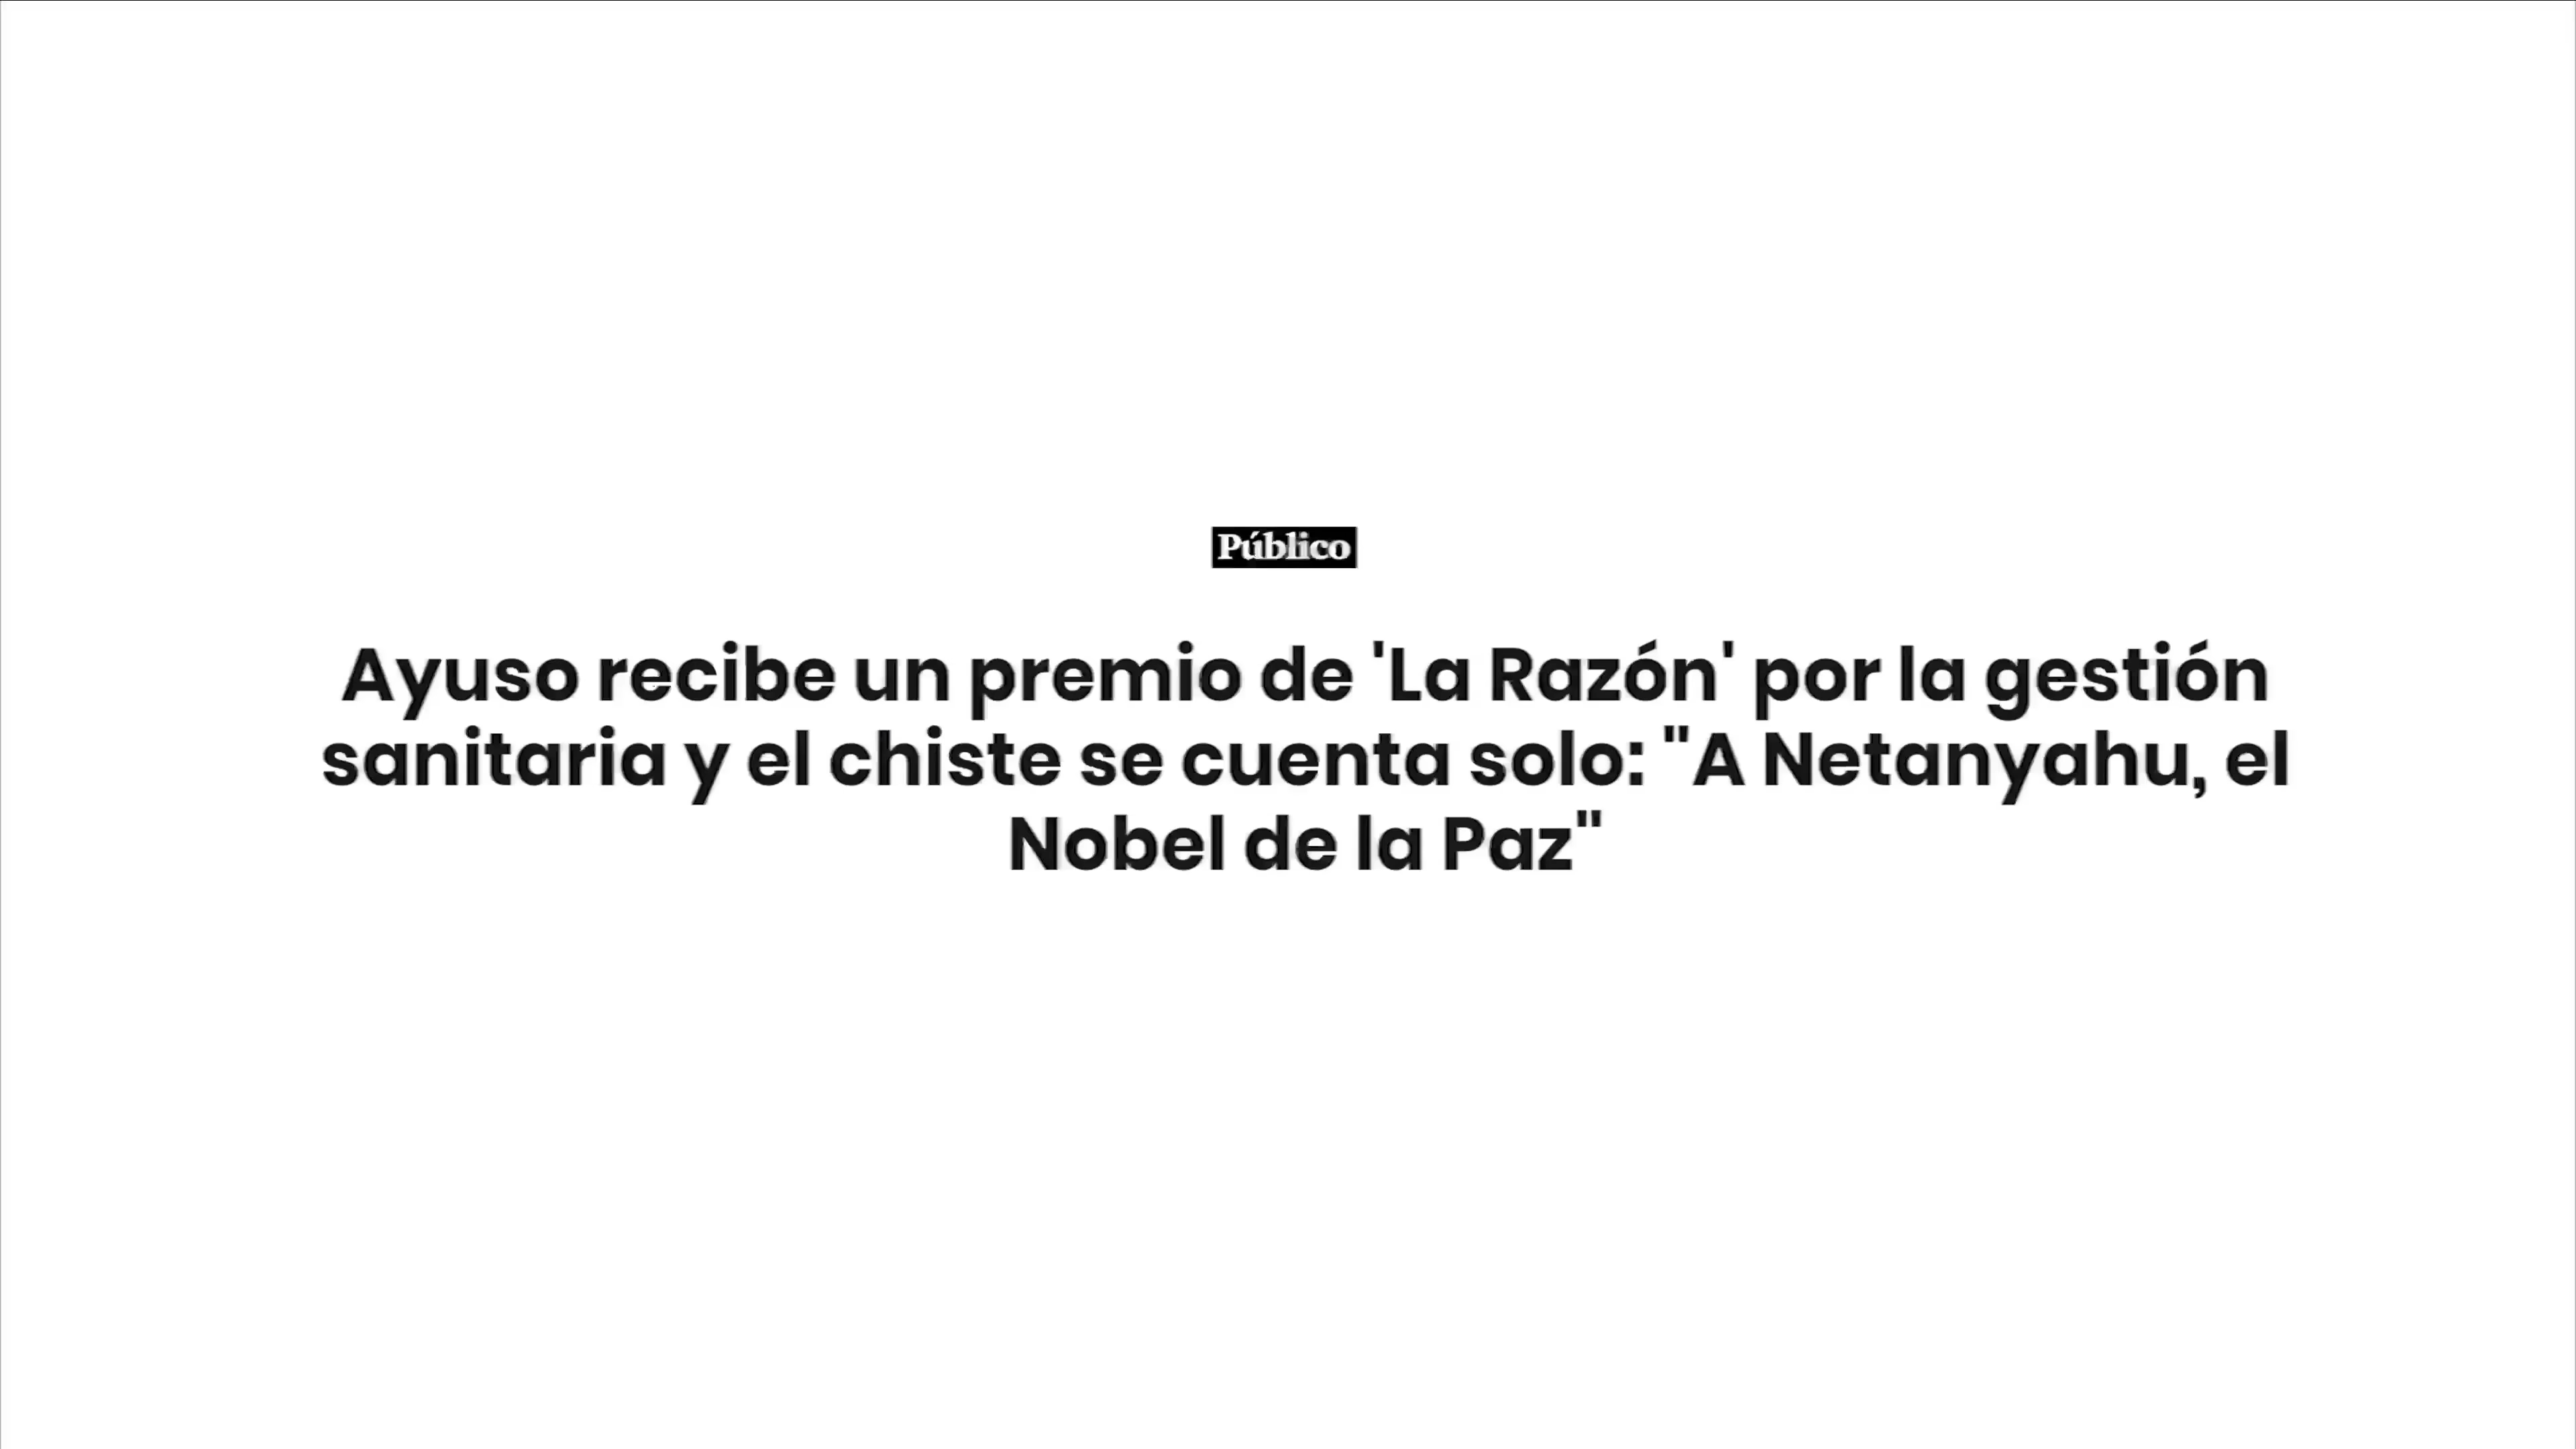 Público
Ayuso recibe un premio de 'La Razón' por la gestión
sanitaria y el chiste se cuenta solo: "A Netanyahu, el
Nobel de la Paz"